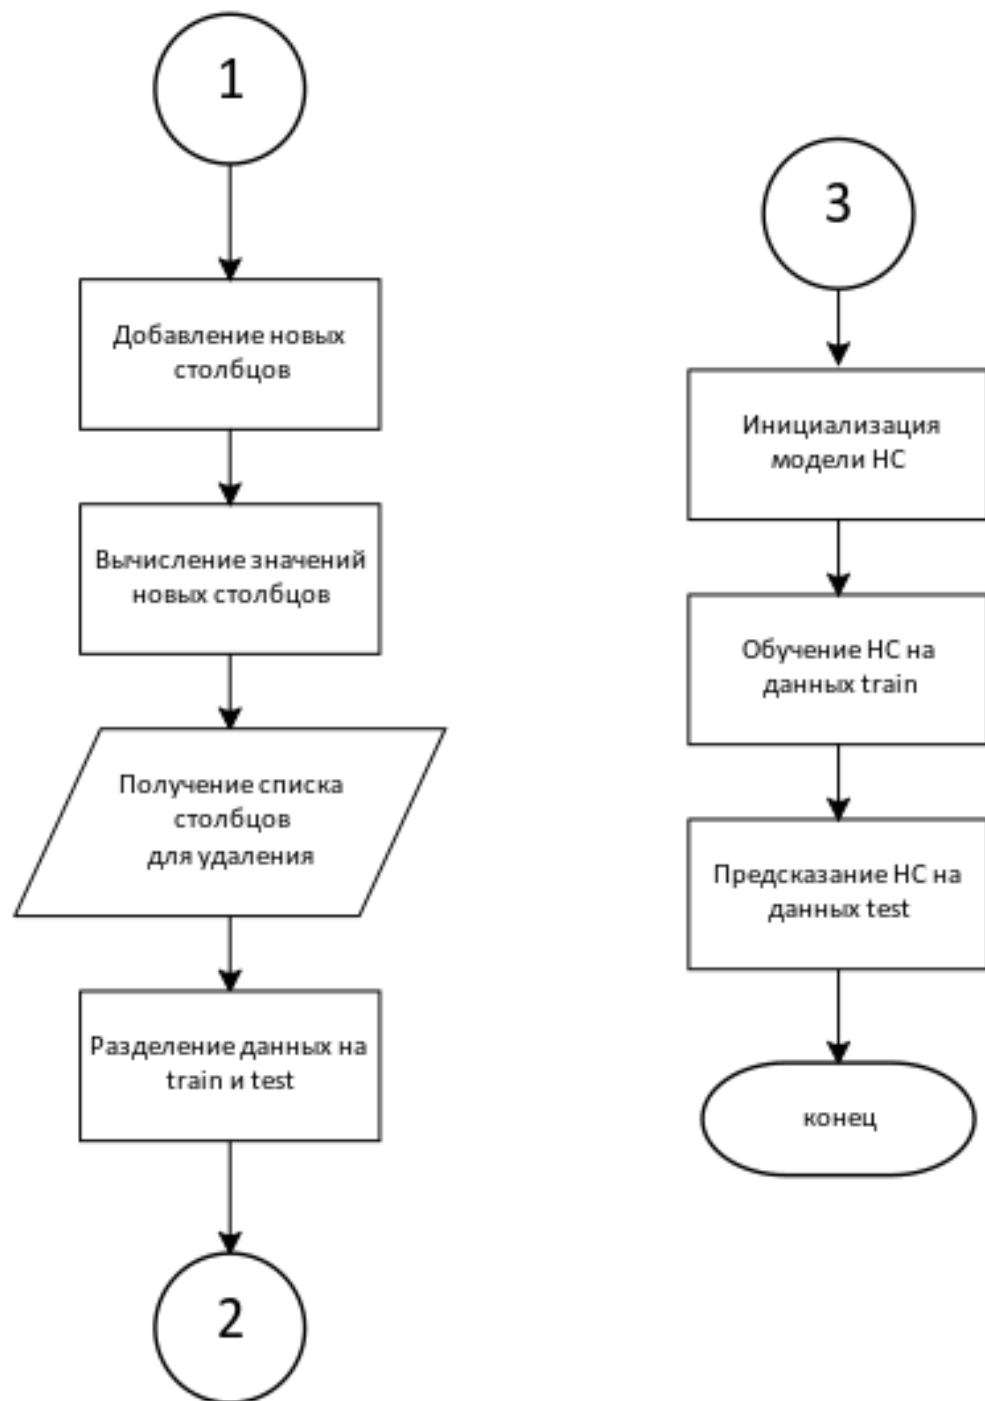 1
Добавление новых
столбцов
Вычисление значений
новых столбцов
Получение списка
столбцов
для удаления
Разделение данных на
train и test
2
3
Инициализация
модели НС
Обучение НС на
данных train
Предсказание НС на
данных test
конец